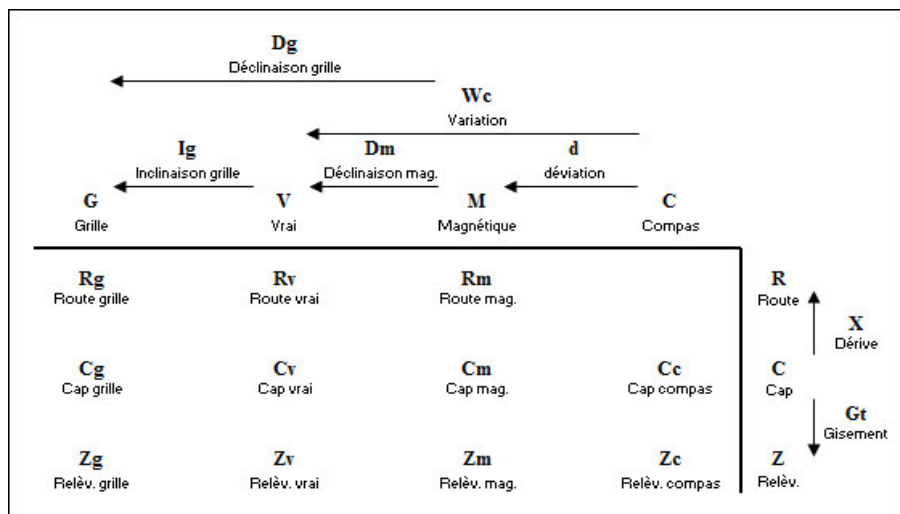 Dg
Déclinaison grille
Wc
Variation
Ig Dm d
Inclinaison grille Déclinaison mag. déviation
G V M C
Grille Vrai Magnétique Compas
Rg Rv Rm R
Route grille Route vrai Route mag. Route
X
Dérive
Cg Cv Cm Cc C
Cap grille Cap vrai Cap mag. Cap compas Cap
Gt
Gisement
Zg Zv Zm Zc Z
Relèv. grille Relèv. vrai Relèv. mag. Relèv. compas Relèv.